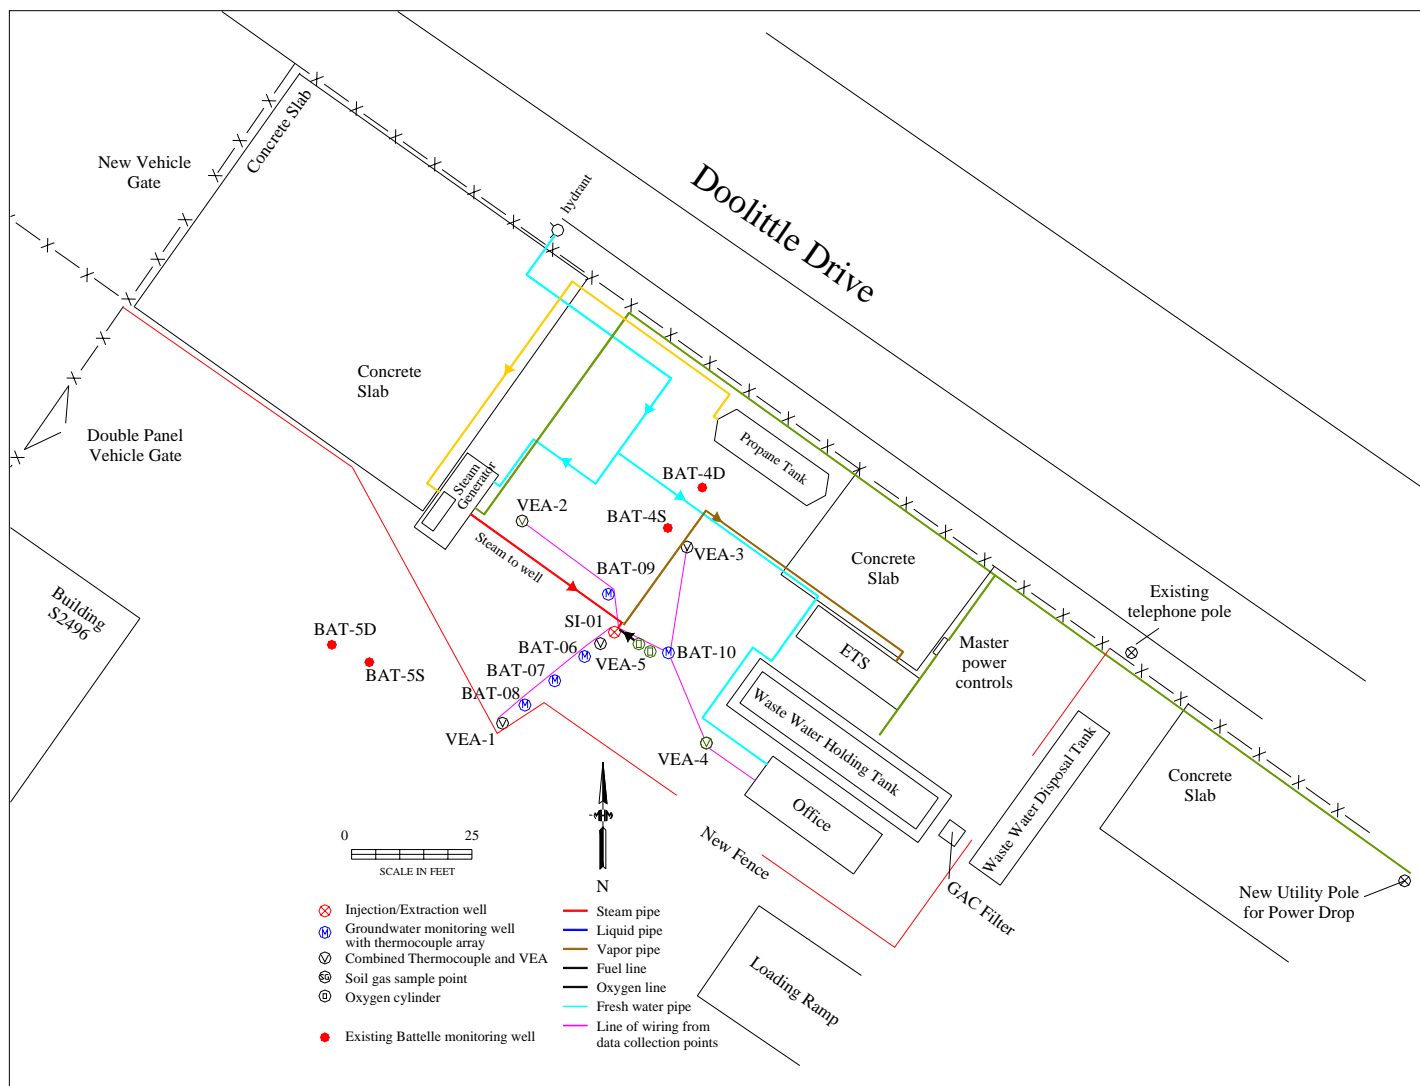 Doolittle Drive
hydrant
Concrete Slab
New Vehicle
Gate
Concrete
Slab
Double Panel
Vehicle Gate
Propane Tank
Steam
Generator
BAT-4D
VEA-2
BAT-4S
Steam to well
VEA-3
BAT-09
Concrete
Slab
Building
S2496
Existing
telephone pole
SI-01
BAT-5D
BAT-06
VEA-5
BAT-10
ETS
Master
power
controls
BAT-5S
BAT-07
BAT-08
VEA-1
VEA-4
Waste Water Holding Tank
Waste Water Disposal Tank
Concrete
Slab
Office
New Fence
GAC Filter
New Utility Pole
for Power Drop
Loading Ramp
0 25
SCALE IN FEET
N
Injection/Extraction well
M Groundwater monitoring well
with thermocouple array
V Combined Thermocouple and VEA
SG Soil gas sample point
Oxygen cylinder
Existing Battelle monitoring well
Steam pipe
Liquid pipe
Vapor pipe
Fuel line
Oxygen line
Fresh water pipe
Line of wiring from
data collection points